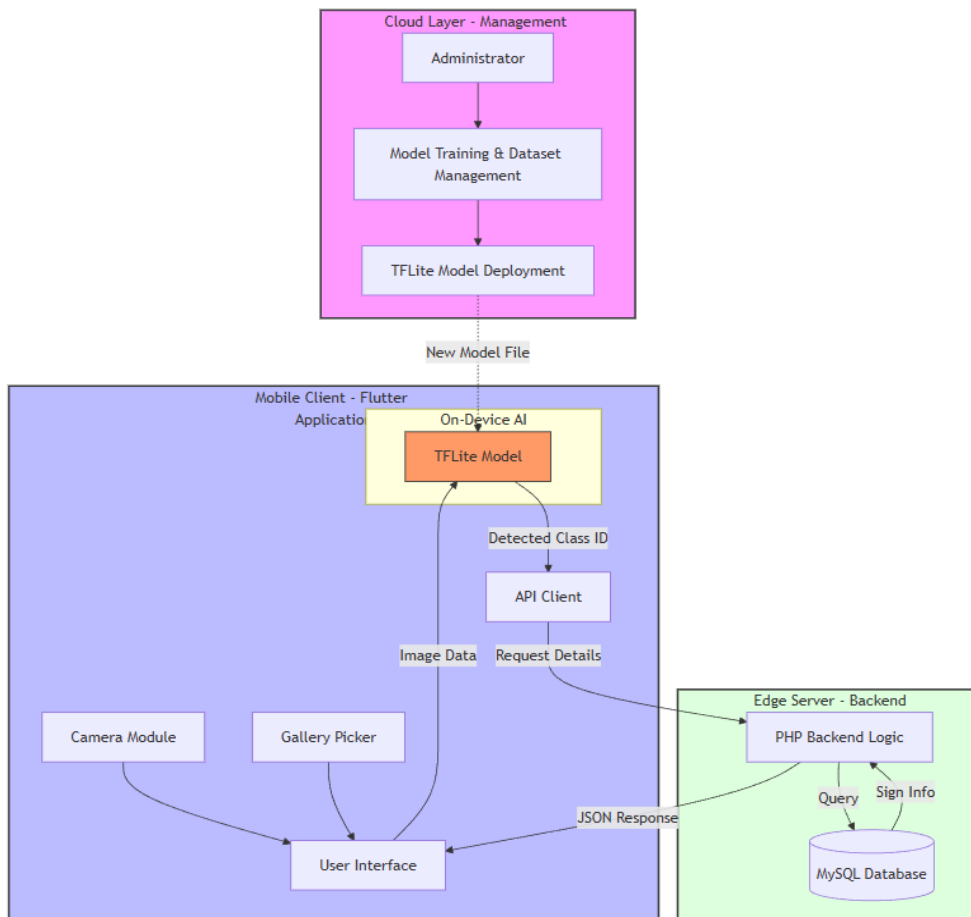 Cloud Layer - Management
Administrator
Model Training & Dataset
Management
TFLite Model Deployment
New Model File
Mobile Client - Flutter
Application
On-Device AI
TFLite Model
Detected Class ID
API Client
Image Data
Request Details
Edge Server - Backend
Camera Module
Gallery Picker
PHP Backend Logic
Query
Sign Info
JSON Response
User Interface
MySQL Database